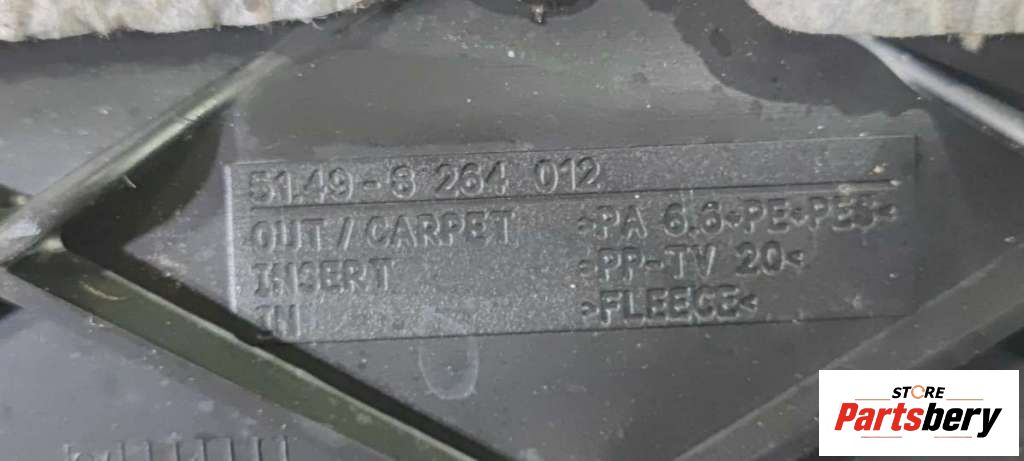 51.49-8 264 012
OUT/CARPET >PA 6.6+PE+PES<
INSERT >PP-TV 20<
IN >FLEECE<
STORE
Partsbery